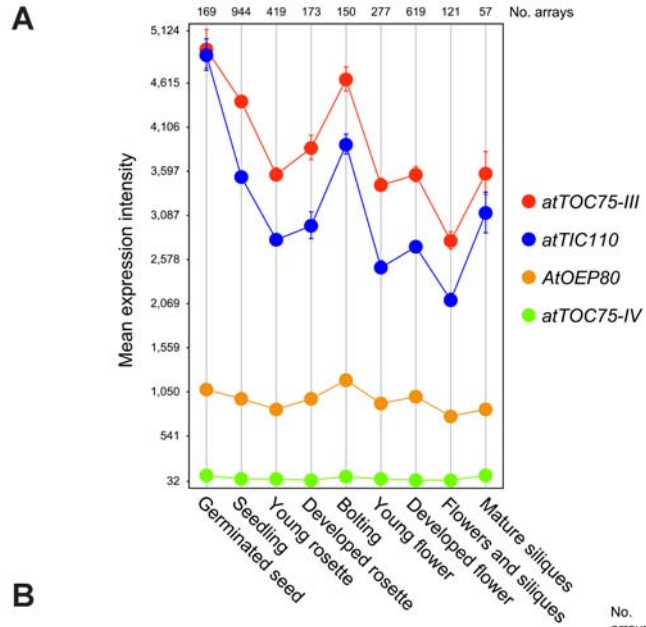 A
169 944 419 173 150 277 619 121 57 No. arrays
5,124
4,615
4,106
3,597
3,087
2,578
2,069
1,559
1,050
541
32
Mean expression intensity
atTOC75-III
atTIC110
AtOEP80
atTOC75-IV
Germinated seed
Seedling
Young rosette
Developed rosette
Bolting
Young flower
Developed flower
Flowers and siliques
Mature siliques
B
No.